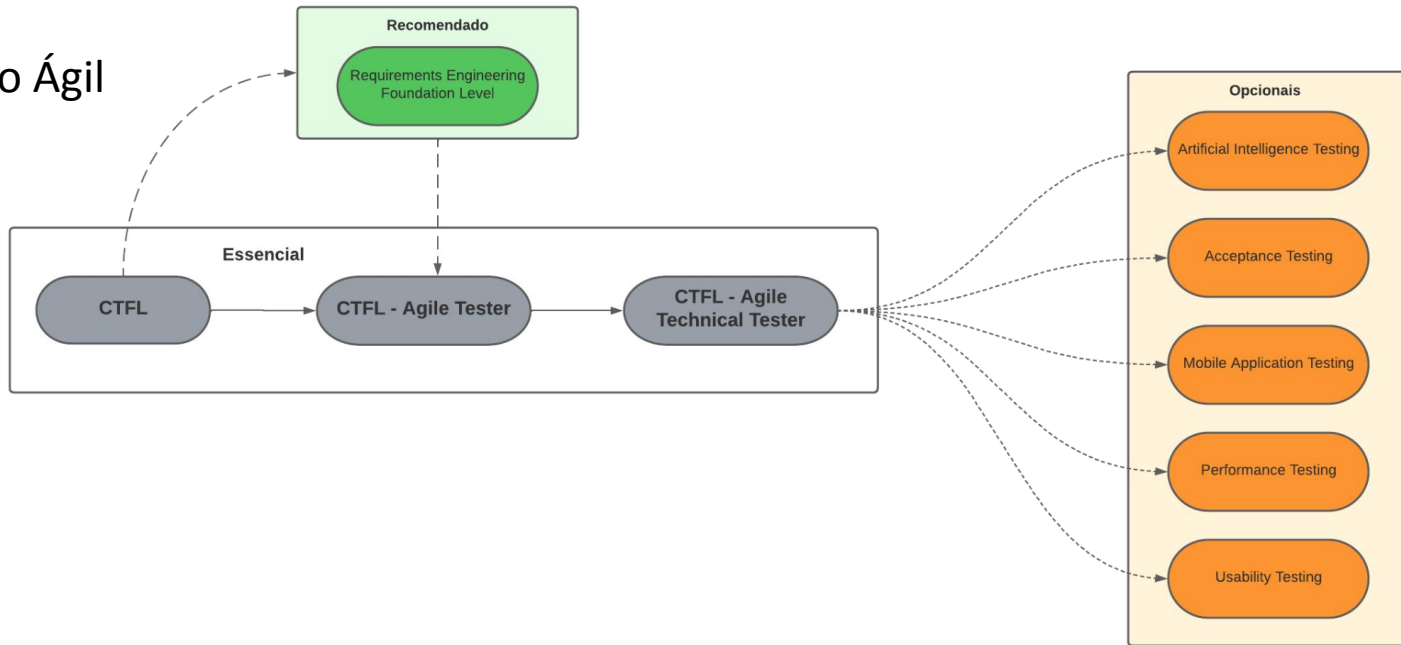 o Ágil
Recomendado
Requirements Engineering
Foundation Level
Essencial
CTFL
CTFL - Agile Tester
CTFL - Agile
Technical Tester
Opcionais
Artificial Intelligence Testing
Acceptance Testing
Mobile Application Testing
Performance Testing
Usability Testing